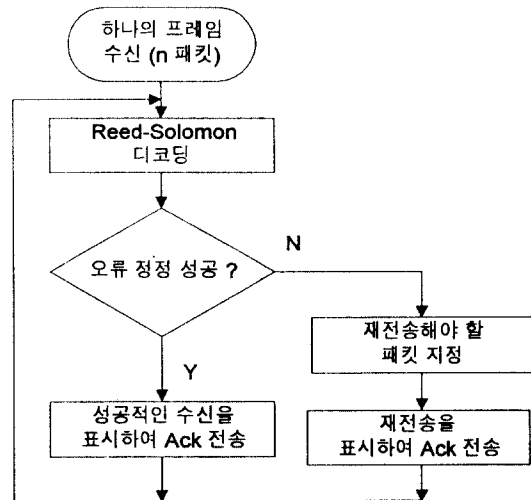 하나의 프레임
수신 (n 패킷)
Reed-Solomon
디코딩
오류 정정 성공 ?
N
재전송해야 할
패킷 지정
Y
성공적인 수신을
표시하여 Ack 전송
재전송을
표시하여 Ack 전송